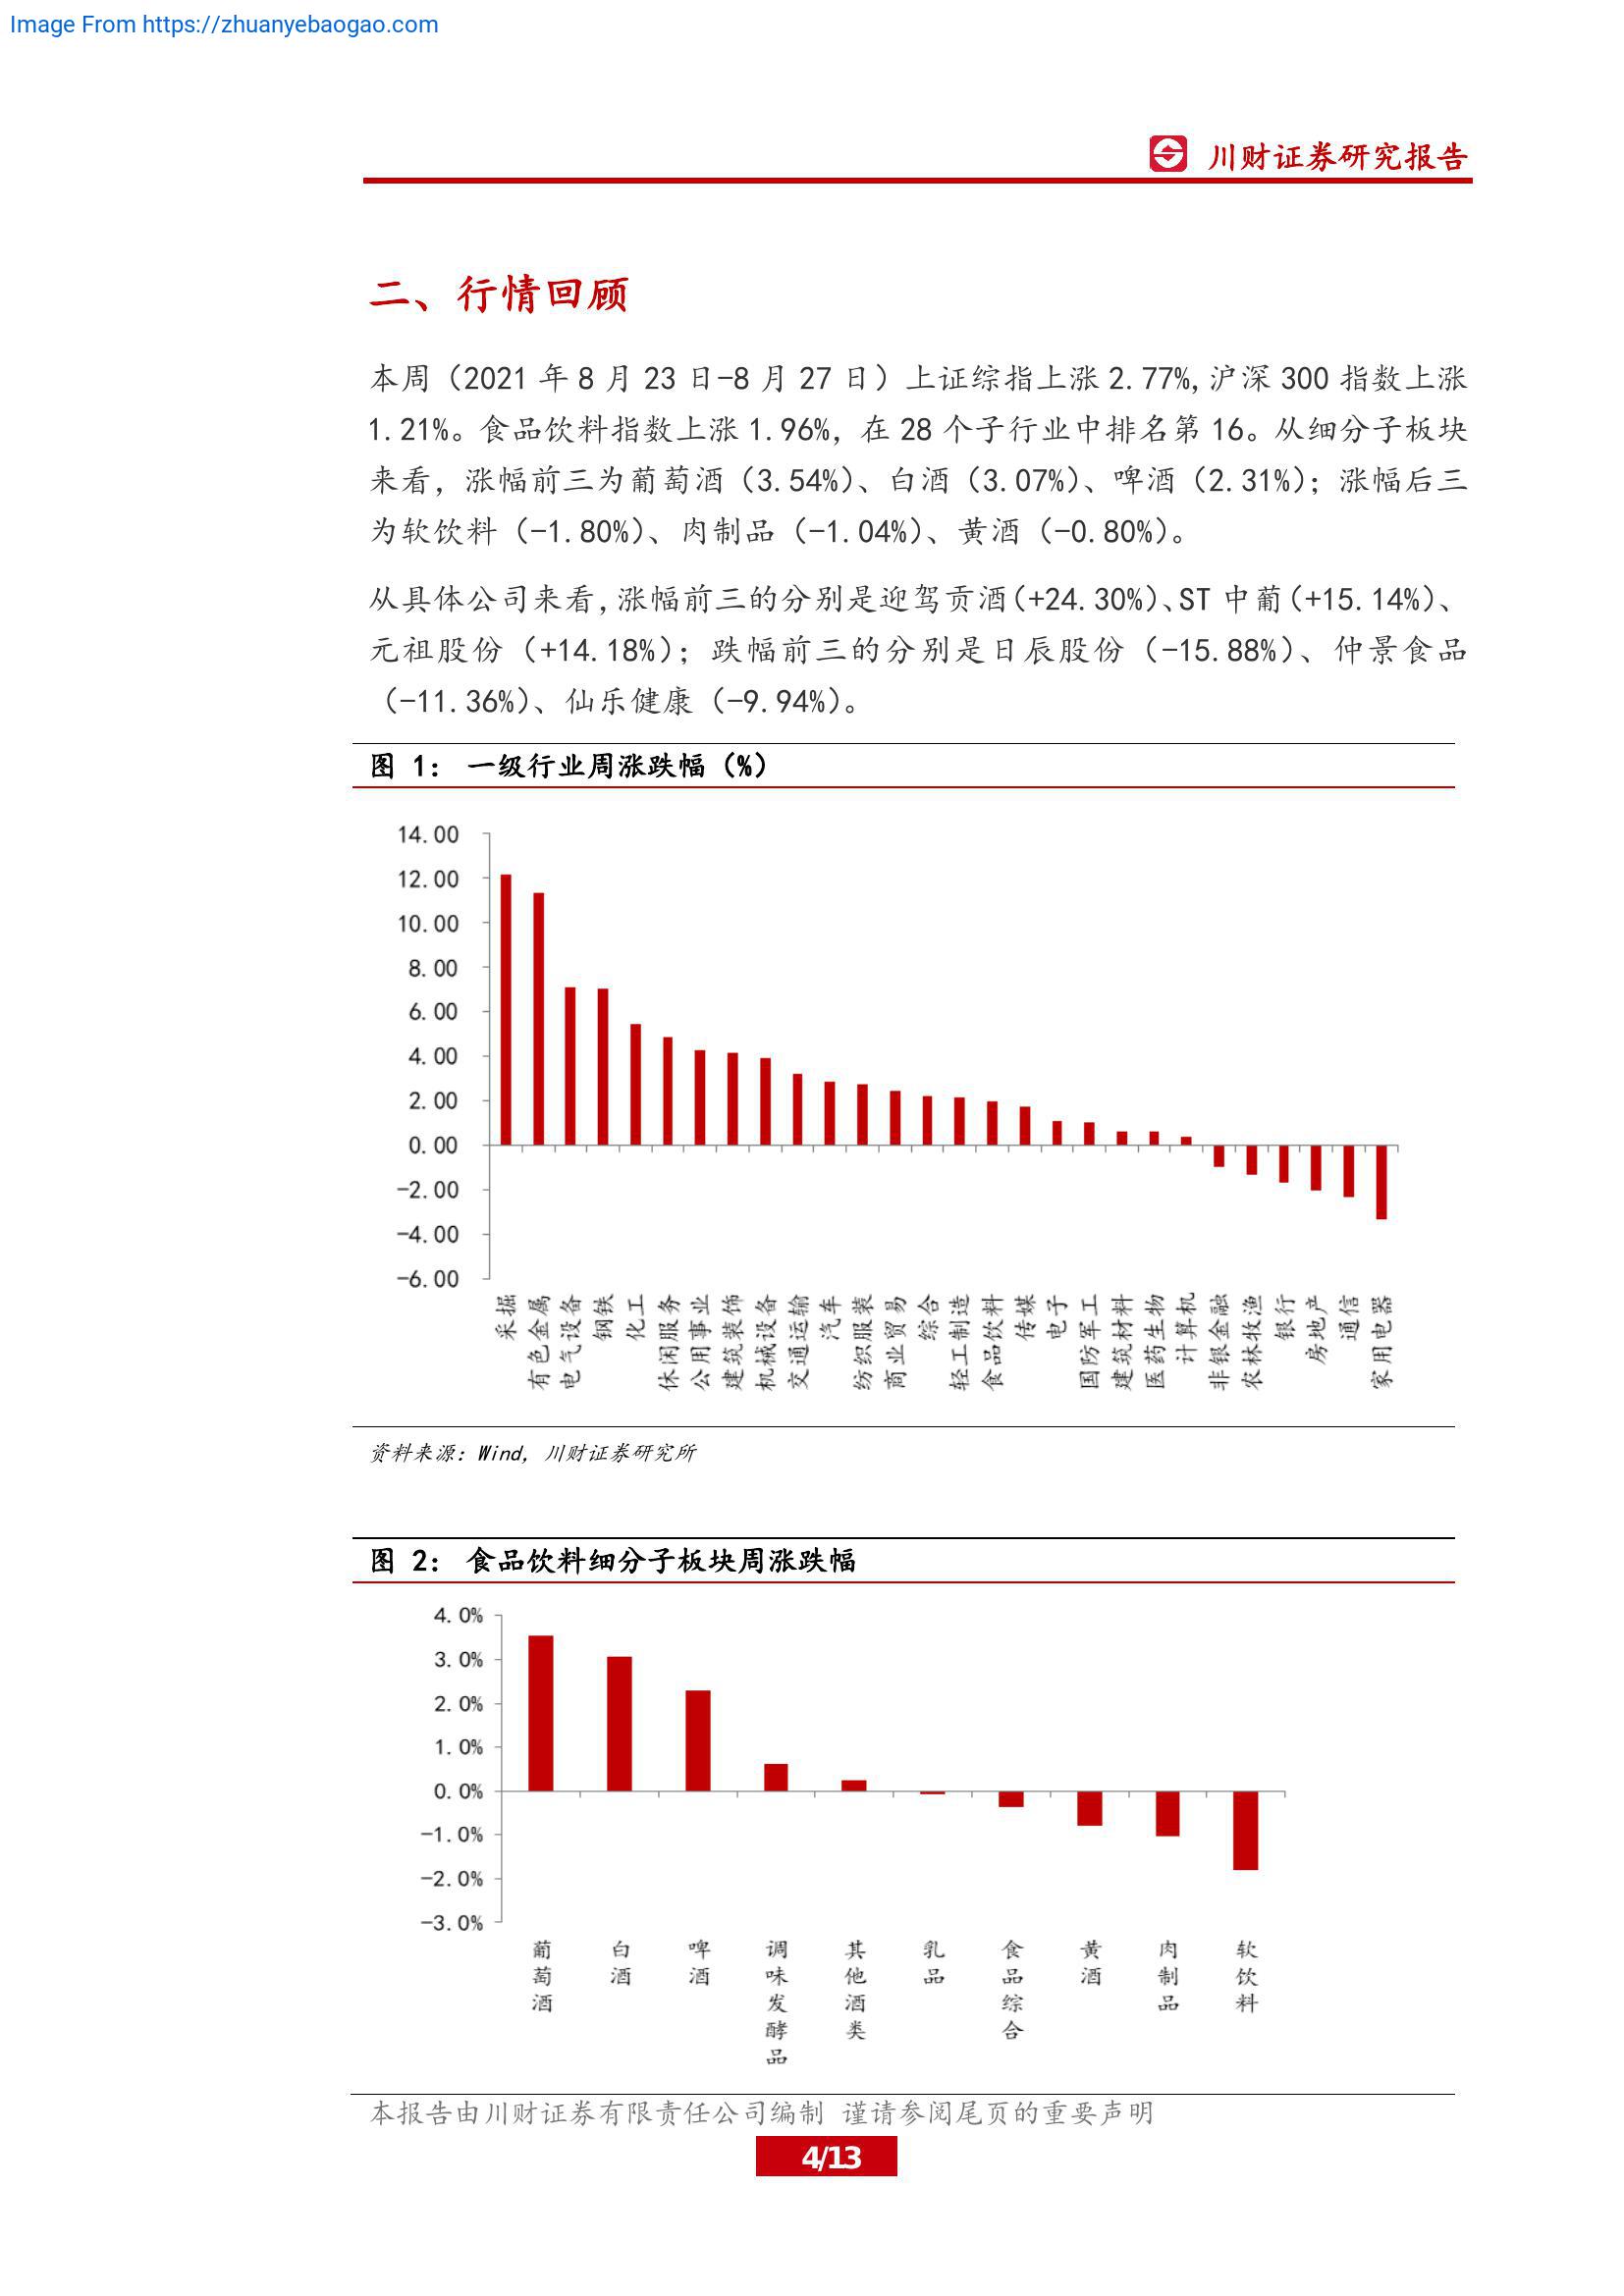 Image From https://zhuanyebaogao.com
川财证券研究报告
二、行情回顾
本周（2021 年 8 月 23 日-8 月 27 日）上证综指上涨 2.77%,沪深 300 指数上涨
1.21%。食品饮料指数上涨 1.96%, 在 28 个子行业中排名第 16。从细分子板块
来看，涨幅前三为葡萄酒（3.54%）、白酒（3.07%）、啤酒（2.31%）；涨幅后三
为软饮料（-1.80%）、肉制品（-1.04%）、黄酒（-0.80%）。
从具体公司来看,涨幅前三的分别是迎驾贡酒(+24.30%)、ST 中葡(+15.14%)、
元祖股份（+14.18%）；跌幅前三的分别是日辰股份（-15.88%）、仲景食品
（-11.36%）、仙乐健康（-9.94%）。
图 1： 一级行业周涨跌幅（%）
14.00
12.00
10.00
8.00
6.00
4.00
2.00
0.00
-2.00
-4.00
-6.00
采掘
有色金属
电气设备
钢铁
化工
休闲服务
公用事业
建筑装饰
机械设备
交通运输
汽车
纺织服装
商业贸易
综合
轻工制造
食品饮料
传媒
电子
国防军工
建筑材料
医药生物
计算机
非银金融
农林牧渔
银行
房地产
通信
家用电器
资料来源：Wind, 川财证券研究所
图 2： 食品饮料细分子板块周涨跌幅
4.0%
3.0%
2.0%
1.0%
0.0%
-1.0%
-2.0%
-3.0%
葡萄酒
白酒
啤酒
调味发酵品
其他酒类
乳品
食品综合
黄酒
肉制品
软饮料
本报告由川财证券有限责任公司编制 谨请参阅尾页的重要声明
4/13